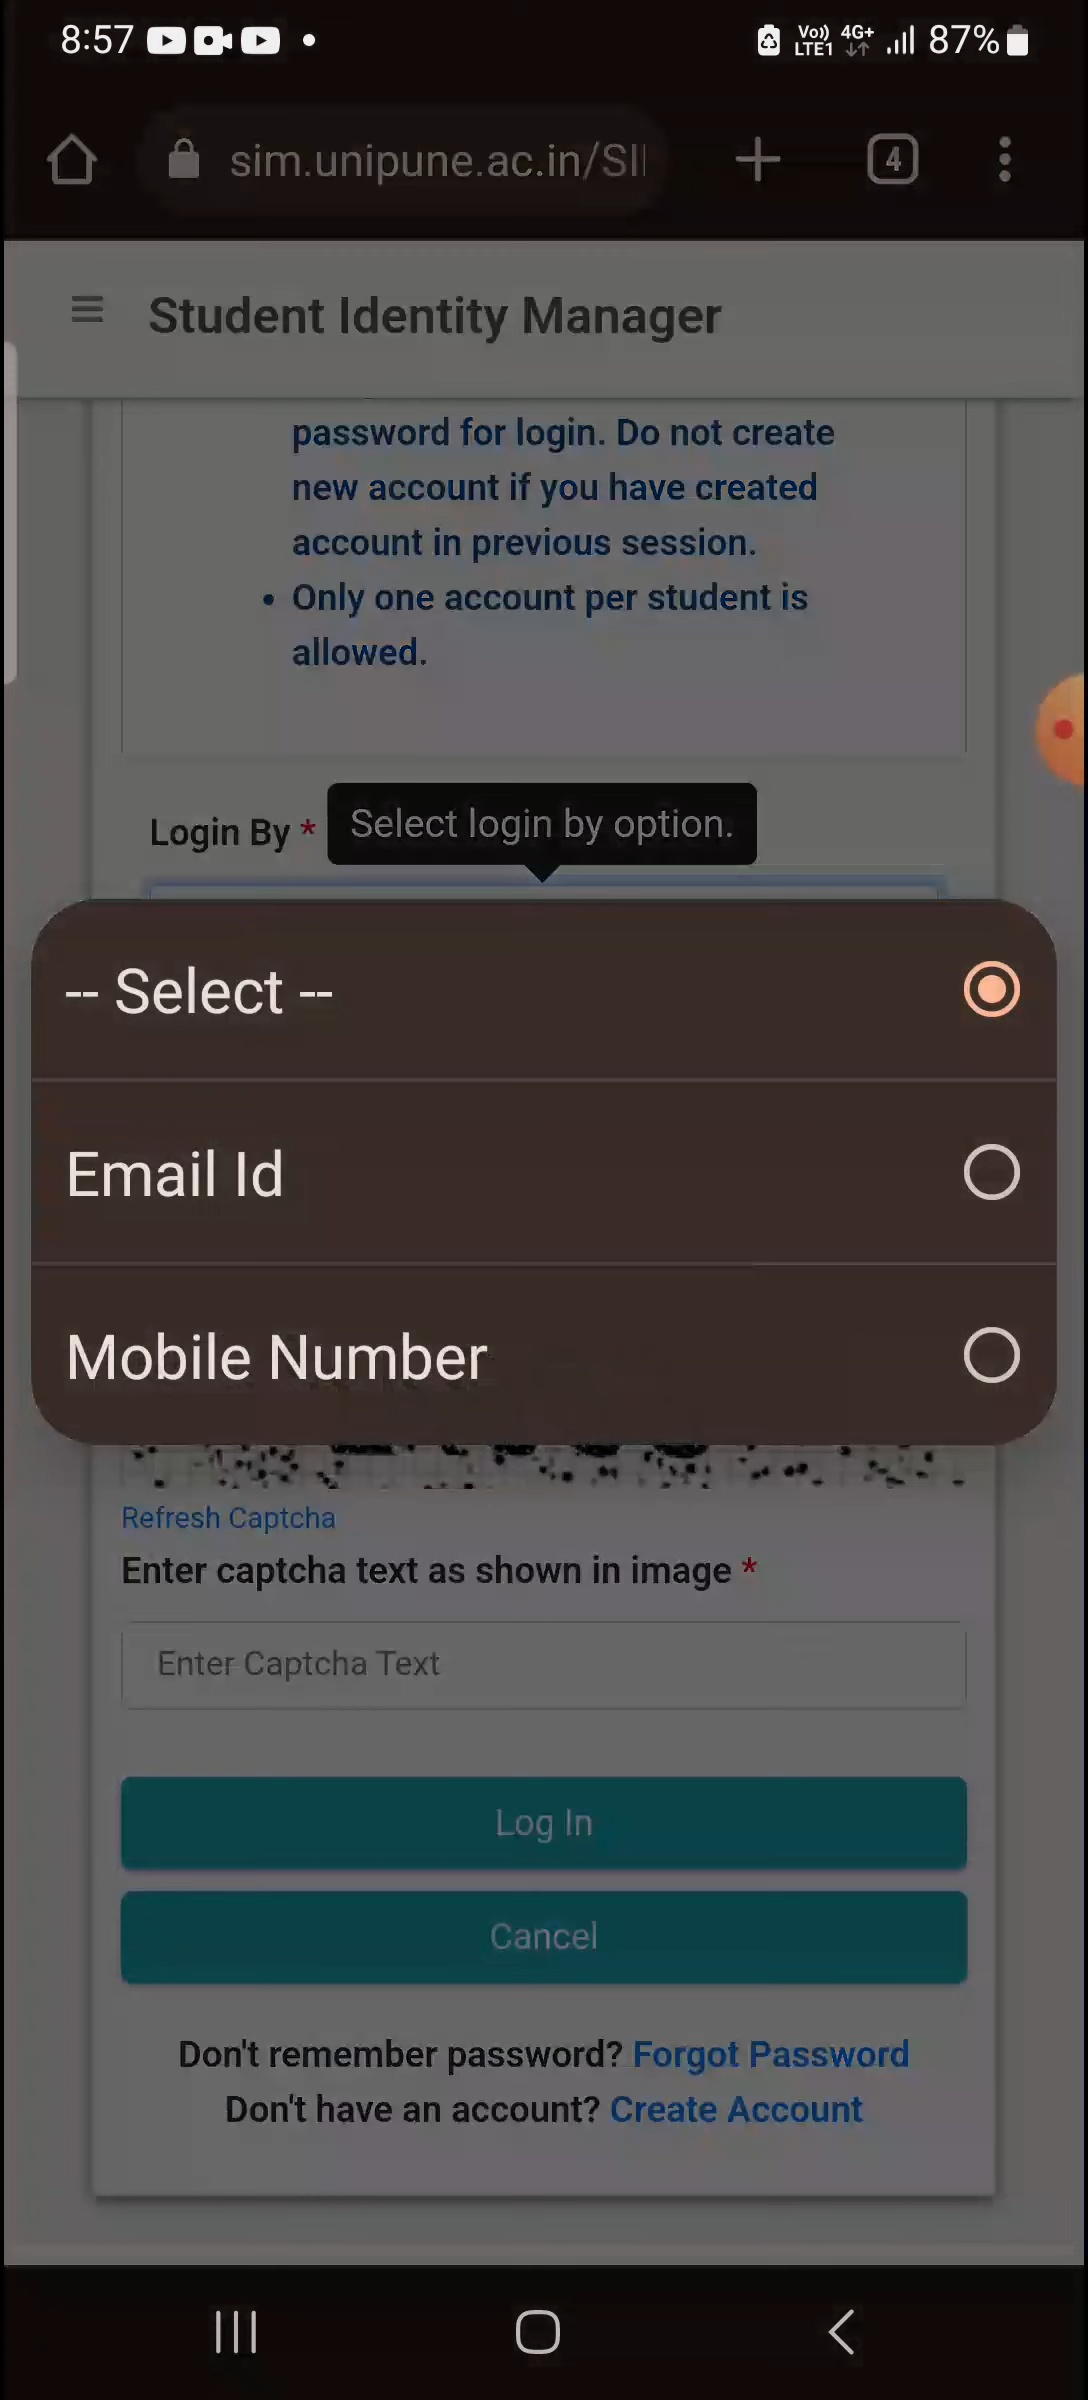 8:57
Vo)) LTE1 4G+ 87%
sim.unipune.ac.in/SI
4
Student Identity Manager
password for login. Do not create
new account if you have created
account in previous session.
• Only one account per student is
allowed.
Login By *
Select login by option.
-- Select --
Email Id
Mobile Number
Refresh Captcha
Enter captcha text as shown in image *
Enter Captcha Text
Log In
Cancel
Don't remember password? Forgot Password
Don't have an account? Create Account